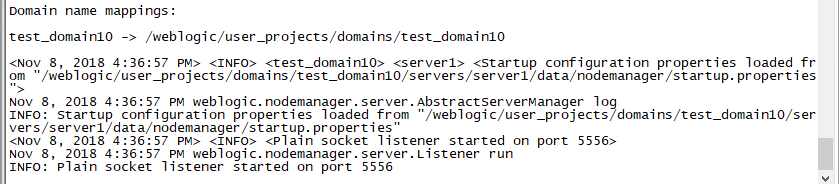 Domain name mappings:
test_domain10 -> /weblogic/user_projects/domains/test_domain10
<Nov 8, 2018 4:36:57 PM> <INFO> <test_domain10> <server1> <Startup configuration properties loaded fr
om "/weblogic/user_projects/domains/test_domain10/servers/server1/data/nodemanager/startup.properties
">
Nov 8, 2018 4:36:57 PM weblogic.nodemanager.server.AbstractServerManager log
INFO: Startup configuration properties loaded from "/weblogic/user_projects/domains/test_domain10/ser
vers/server1/data/nodemanager/startup.properties"
<Nov 8, 2018 4:36:57 PM> <INFO> <Plain socket listener started on port 5556>
Nov 8, 2018 4:36:57 PM weblogic.nodemanager.server.Listener run
INFO: Plain socket listener started on port 5556